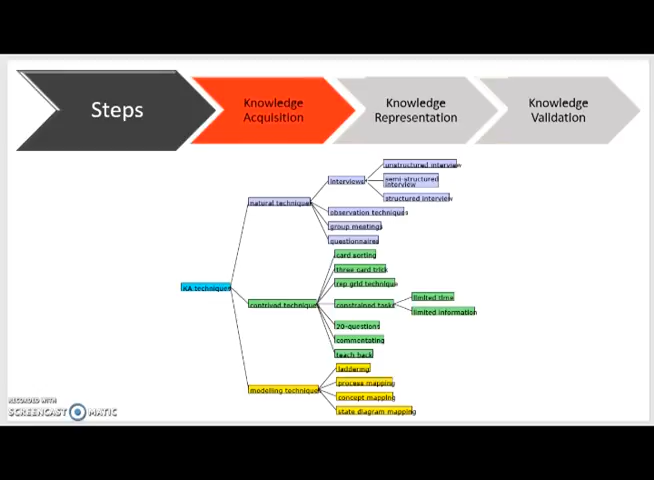 Steps
Knowledge
Acquisition
Knowledge
Representation
Knowledge
Validation
unstructured interview
interviews
semi-structured
interview
structured interview
natural techniques
observation techniques
group meetings
questionnaires
card sorting
three card trick
rep grid technique
KA techniques
contrived techniques
constrained tasks
limited time
limited information
20-questions
commentating
teach back
laddering
process mapping
modelling techniques
concept mapping
state diagram mapping
RECORDED WITH
SCREENCAST MATIC